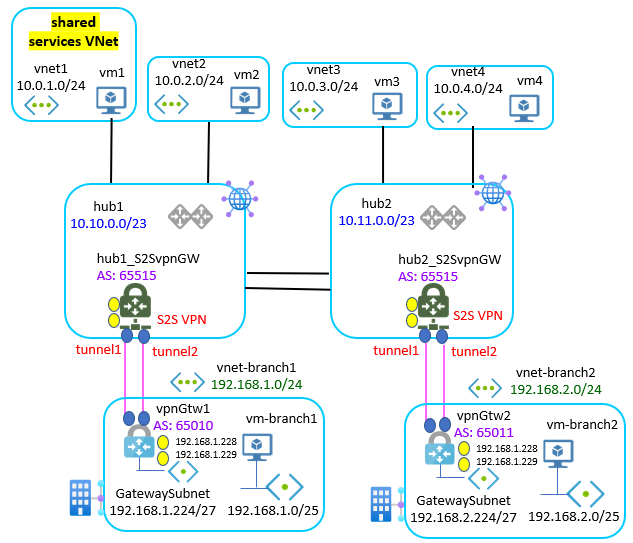 shared
services VNet
vnet1
10.0.1.0/24
vm1
vnet2
10.0.2.0/24
vm2
vnet3
10.0.3.0/24
vm3
vnet4
10.0.4.0/24
vm4
hub1
10.10.0.0/23
hub1_S2SvpnGW
AS: 65515
S2S VPN
tunnel1
tunnel2
hub2
10.11.0.0/23
hub2_S2SvpnGW
AS: 65515
S2S VPN
tunnel1
tunnel2
vnet-branch1
192.168.1.0/24
vpnGtw1
AS: 65010
192.168.1.228
192.168.1.229
vm-branch1
GatewaySubnet
192.168.1.224/27
192.168.1.0/25
vnet-branch2
192.168.2.0/24
vpnGtw2
AS: 65011
192.168.1.228
192.168.1.229
vm-branch2
GatewaySubnet
192.168.2.224/27
192.168.2.0/25